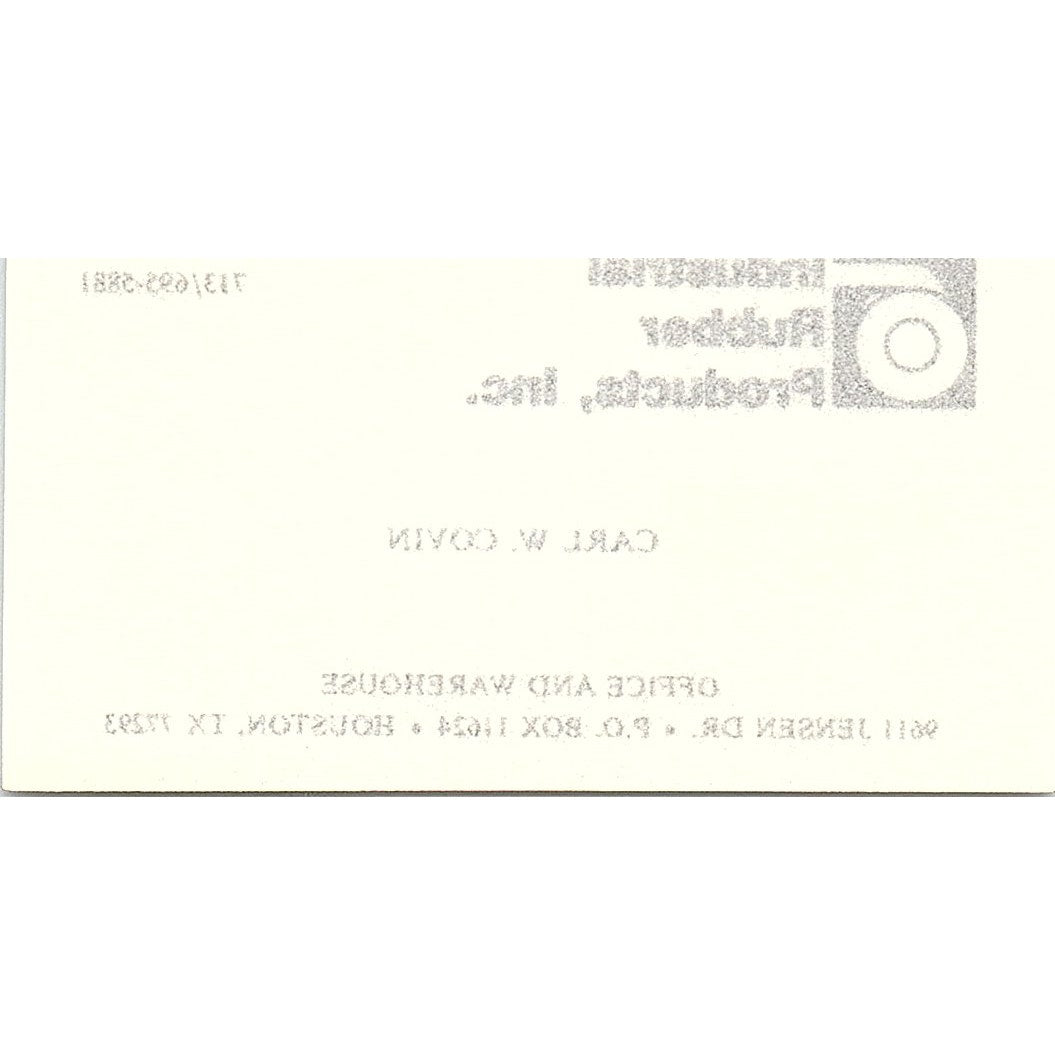 Industrial
Rubber
Products, Inc.
713/695-5881
CARL W. COVIN
OFFICE AND WAREHOUSE
9611 JENSEN DR. • P.O. BOX 11624 • HOUSTON, TX 77293